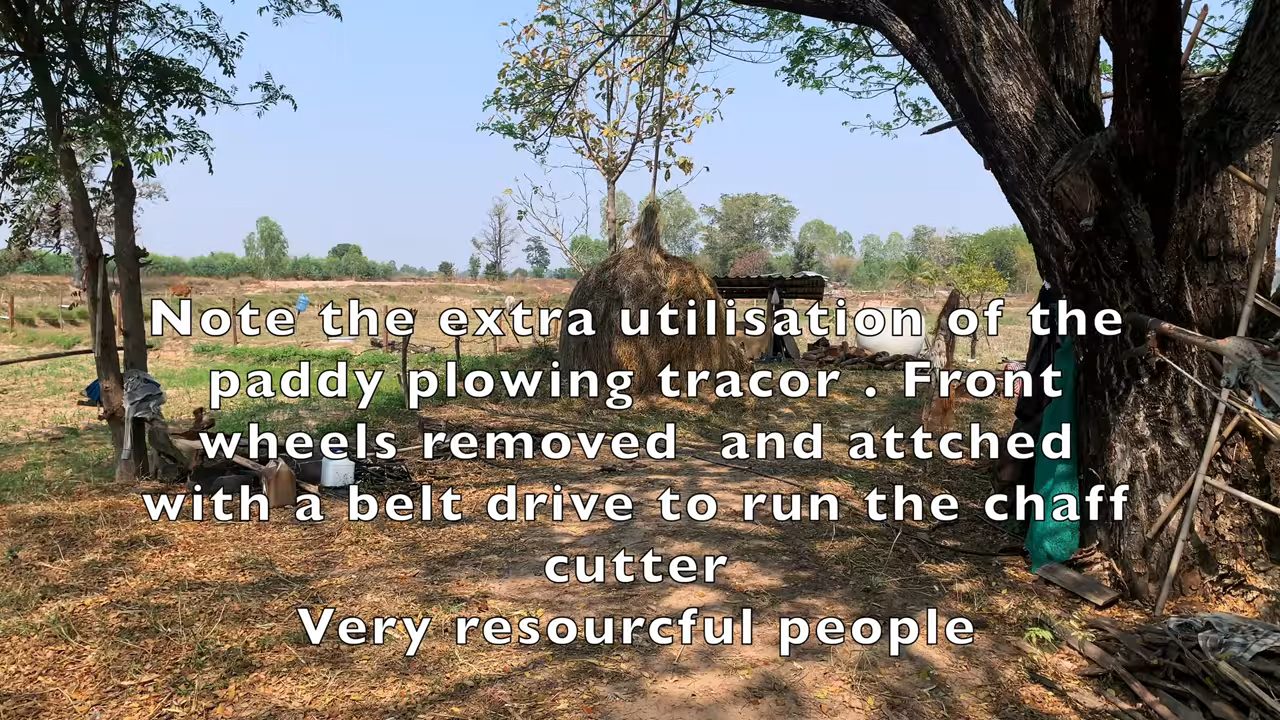 Note the extra utilisation of the
paddy plowing tracor . Front
wheels removed  and attched
with a belt drive to run the chaff
cutter
Very resourcful people